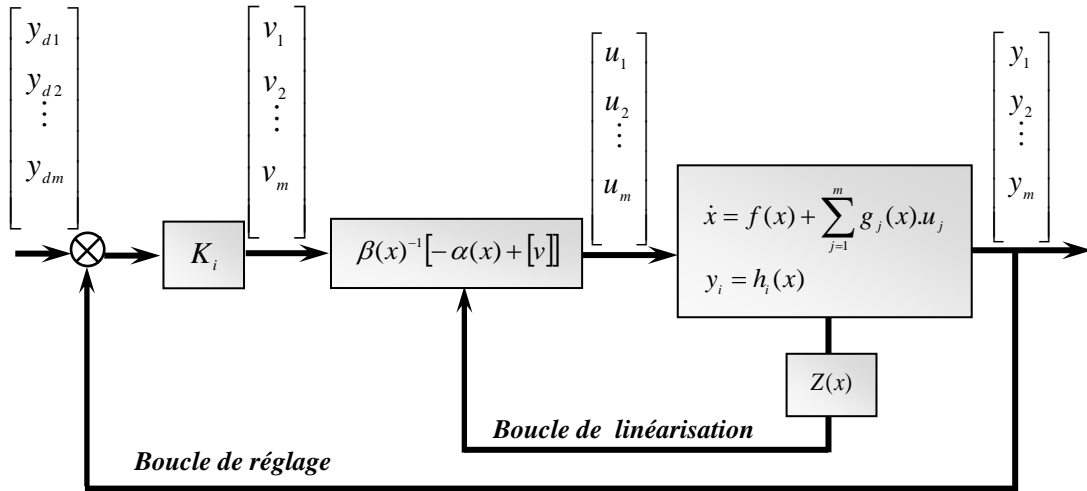 y_{d1}
y_{d2}
⋮
y_{dm}
v_1
v_2
⋮
v_m
u_1
u_2
⋮
u_m
y_1
y_2
⋮
y_m
K_i
β(x)^{-1}[-α(x) + [v]]
ẋ = f(x) + \sum_{j=1}^{m} g_j(x).u_j
y_i = h_i(x)
Z(x)
Boucle de linéarisation
Boucle de réglage